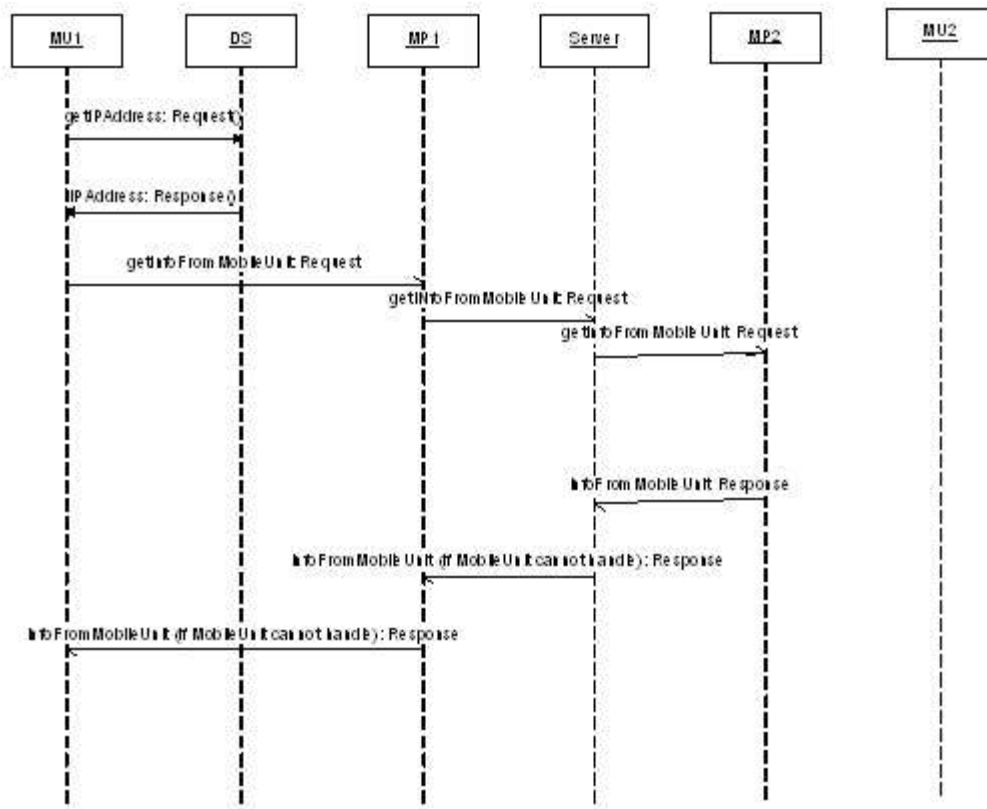 MU1
DS
MP1
Server
MP2
MU2
getIPAddress: Request()
IPAddress: Response()
getInfoFromMobileUnit: Request
getINfoFromMobileUnit: Request
getInfoFromMobileUnit: Request
InfoFromMobileUnit: Response
InfoFromMobileUnit (if MobileUnit cannot handle) : Response
InfoFromMobileUnit (if MobileUnit cannot handle) : Response